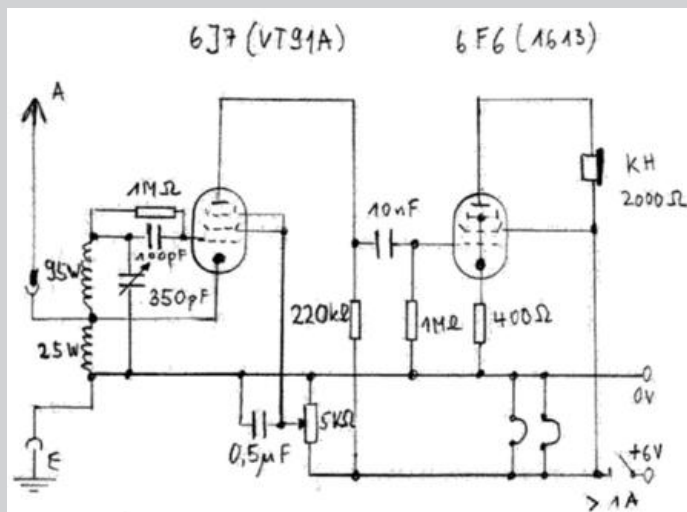 6J7 (VT91A)
6F6 (1613)
A
1MΩ
KH
2000Ω
10nF
100pF
95W
350pF
25W
220kΩ
1MΩ
400Ω
0V
5KΩ
0,5µF
E
+6V
> 1A